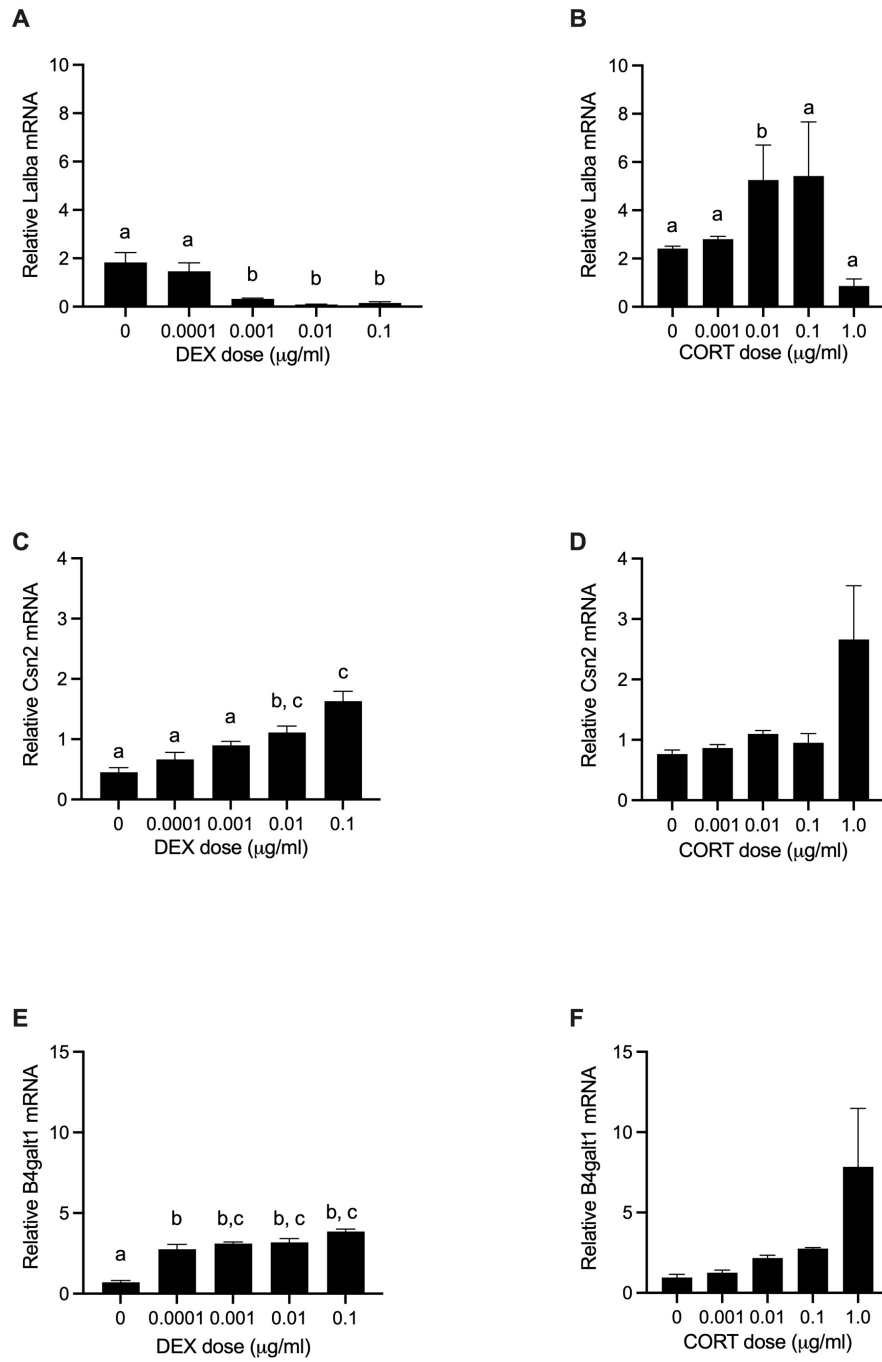 A
Relative Lalba mRNA
10
8
6
4
2
0
a
a
b
b
b
0 0.0001 0.001 0.01 0.1
DEX dose (μg/ml)
B
Relative Lalba mRNA
10
8
6
4
2
0
a
a
b
a
a
0 0.001 0.01 0.1 1.0
CORT dose (μg/ml)
C
Relative Csn2 mRNA
4
3
2
1
0
a
a
a
b, c
c
0 0.0001 0.001 0.01 0.1
DEX dose (μg/ml)
D
Relative Csn2 mRNA
4
3
2
1
0
0 0.001 0.01 0.1 1.0
CORT dose (μg/ml)
E
Relative B4galt1 mRNA
15
10
5
0
a
b
b,c
b, c
b, c
0 0.0001 0.001 0.01 0.1
DEX dose (μg/ml)
F
Relative B4galt1 mRNA
15
10
5
0
0 0.001 0.01 0.1 1.0
CORT dose (μg/ml)